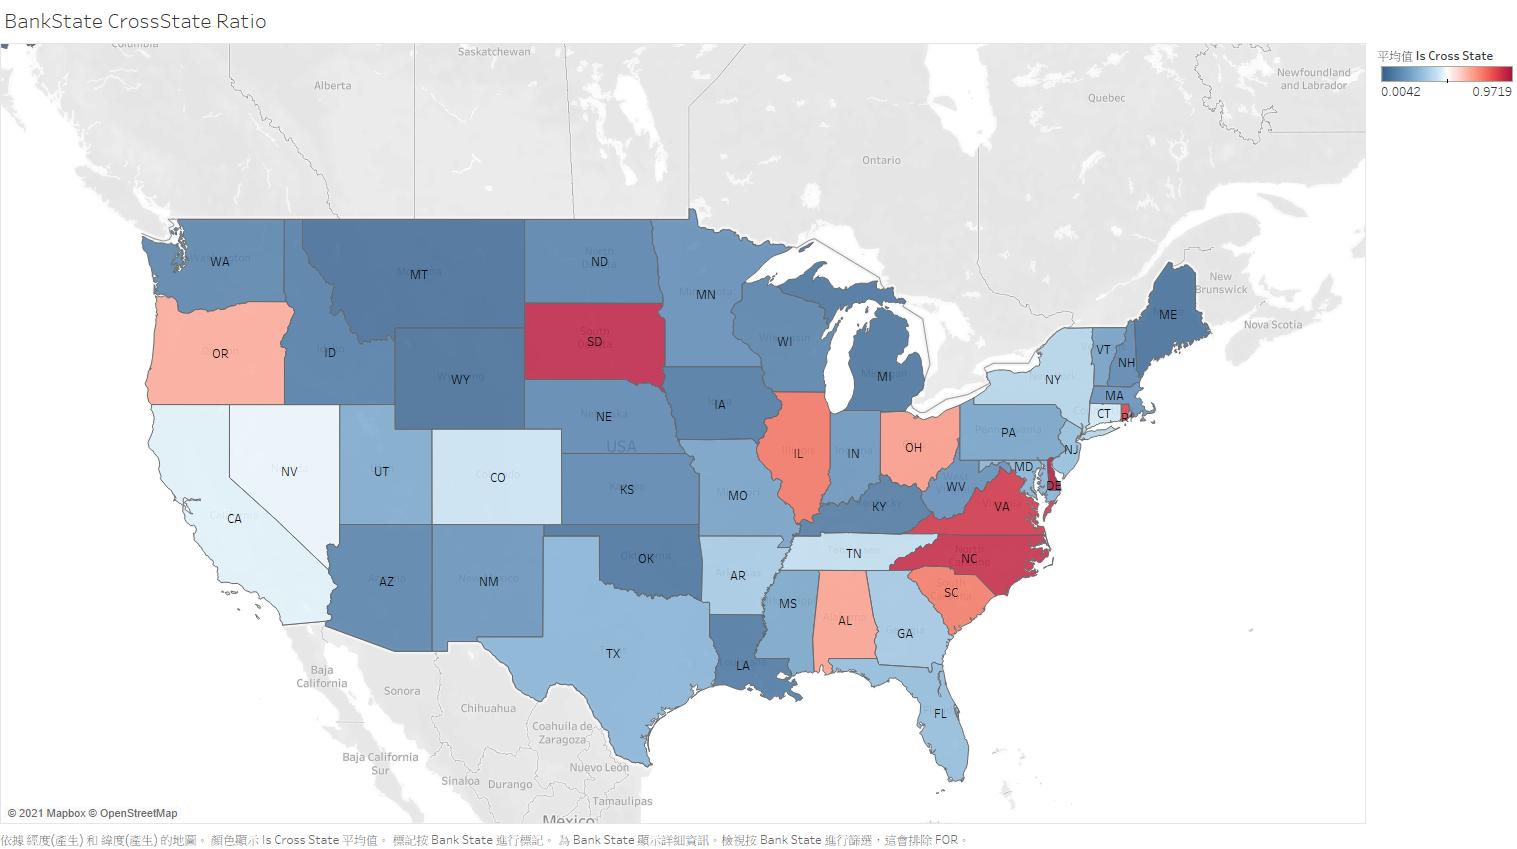 BankState CrossState Ratio
平均值 Is Cross State
0.0042
0.9719
Columbia
Saskatchewan
Alberta
Newfoundland
and Labrador
Quebec
Ontario
New
Brunswick
Nova Scotia
WA
MT
ND
MN
ME
OR
ID
SD
WI
VT
NH
WY
MI
NY
MA
IA
NE
USA
CT
RI
NV
UT
CO
KS
MO
IL
IN
OH
PA
NJ
MD
DE
WV
VA
KY
CA
AZ
NM
OK
AR
TN
NC
SC
MS
AL
GA
TX
LA
FL
Baja
California
Sonora
Chihuahua
Coahuila de
Zaragoza
Baja California
Sur
Sinaloa
Durango
Nuevo León
Tamaulipas
Mexico
© 2021 Mapbox © OpenStreetMap
依據 經度(產生) 和 緯度(產生) 的地圖。 顏色顯示 Is Cross State 平均值。 標記按 Bank State 進行標記。 為 Bank State 顯示詳細資訊。檢視按 Bank State 進行篩選，這會排除 FOR。